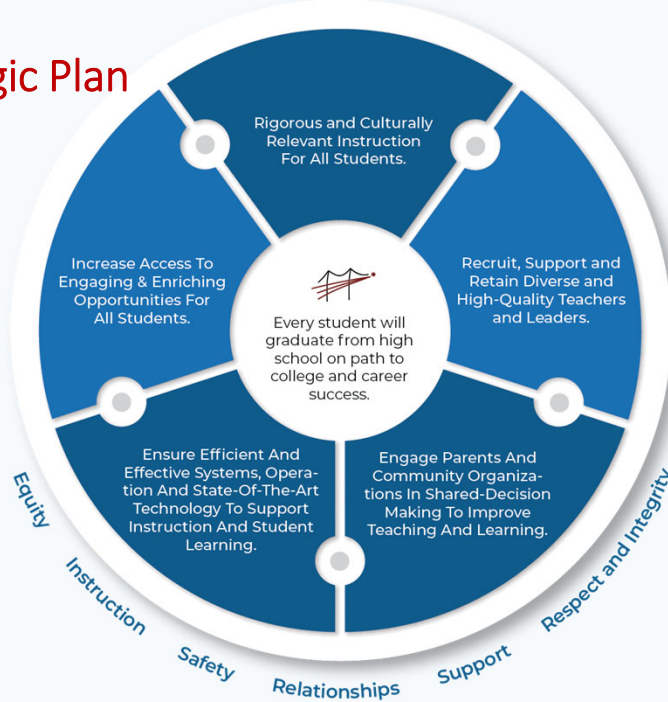 gic Plan
Rigorous and Culturally
Relevant Instruction
For All Students.
Increase Access To
Engaging & Enriching
Opportunities For
All Students.
Recruit, Support and
Retain Diverse and
High-Quality Teachers
and Leaders.
Every student will
graduate from high
school on path to
college and career
success.
Ensure Efficient And
Effective Systems, Opera-
tion And State-Of-The-Art
Technology To Support
Instruction And Student
Learning.
Engage Parents And
Community Organiza-
tions In Shared-Decision
Making To Improve
Teaching And Learning.
Equity
Instruction
Safety
Relationships
Support
Respect and Integrity